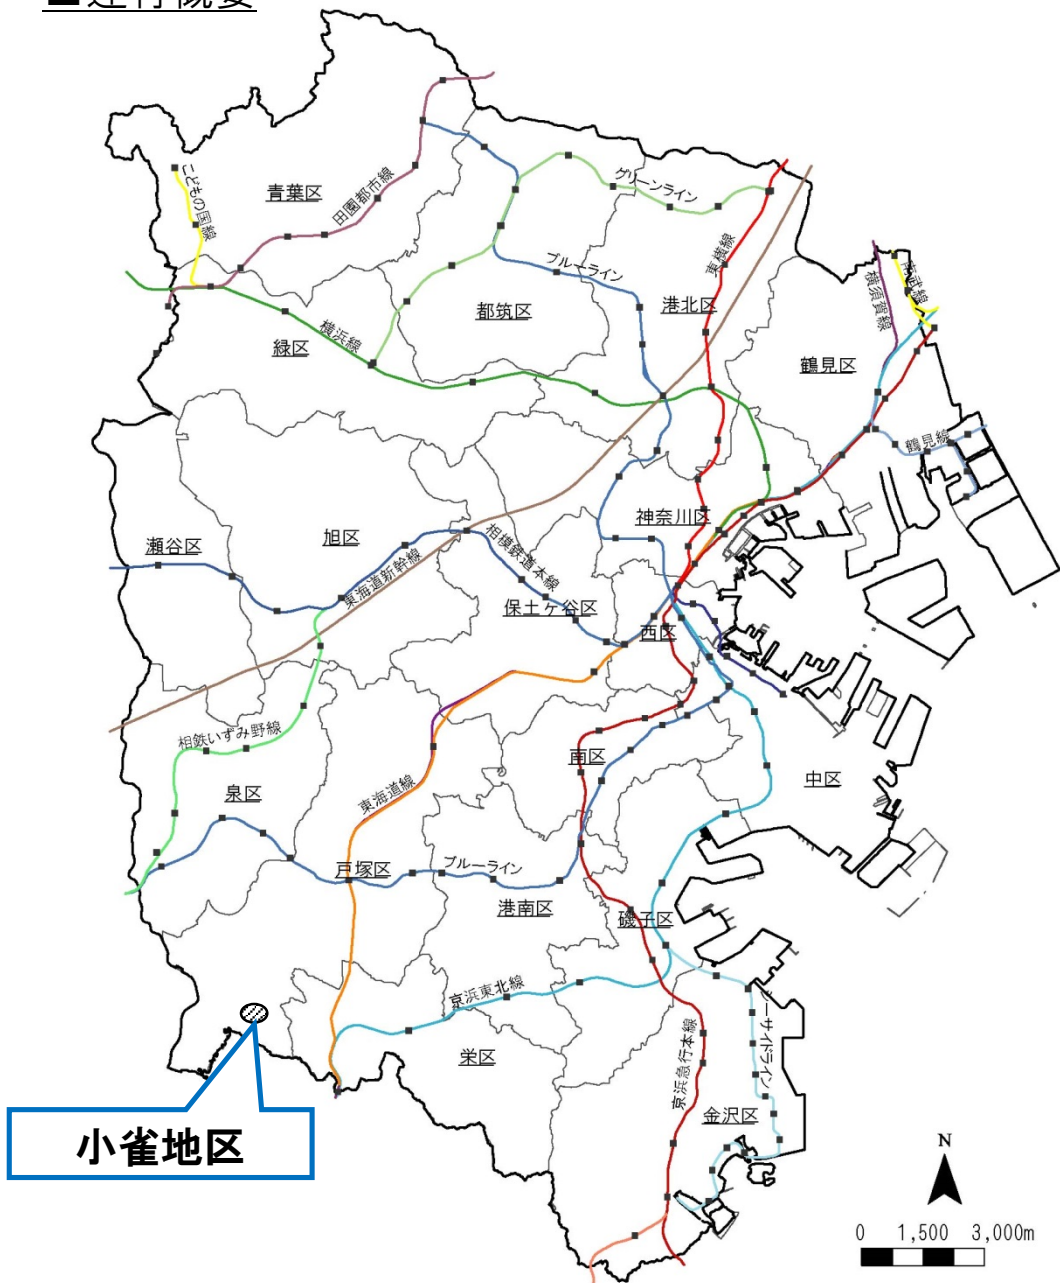 ■運行概要
青葉区
こどもの国線
田園都市線
グリーンライン
東横線
ブルーライン
都筑区
港北区
横須賀線
南武線
横浜線
緑区
鶴見区
鶴見線
神奈川区
瀬谷区
旭区
相模鉄道本線
東海道新幹線
保土ケ谷区
西区
相鉄いずみ野線
南区
中区
泉区
東海道線
戸塚区
ブルーライン
港南区
磯子区
京浜東北線
シーサイドライン
栄区
京浜急行本線
金沢区
小雀地区
N
0 1,500 3,000m